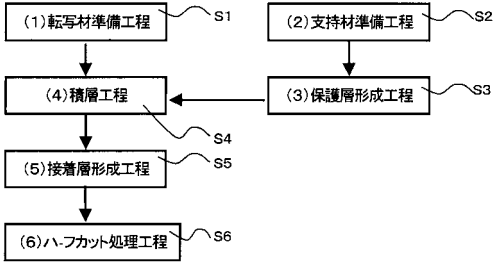 (1)転写材準備工程 S1
(2)支持材準備工程 S2
(4)積層工程 S4
(3)保護層形成工程 S3
(5)接着層形成工程 S5
(6)ハ-フカット処理工程 S6